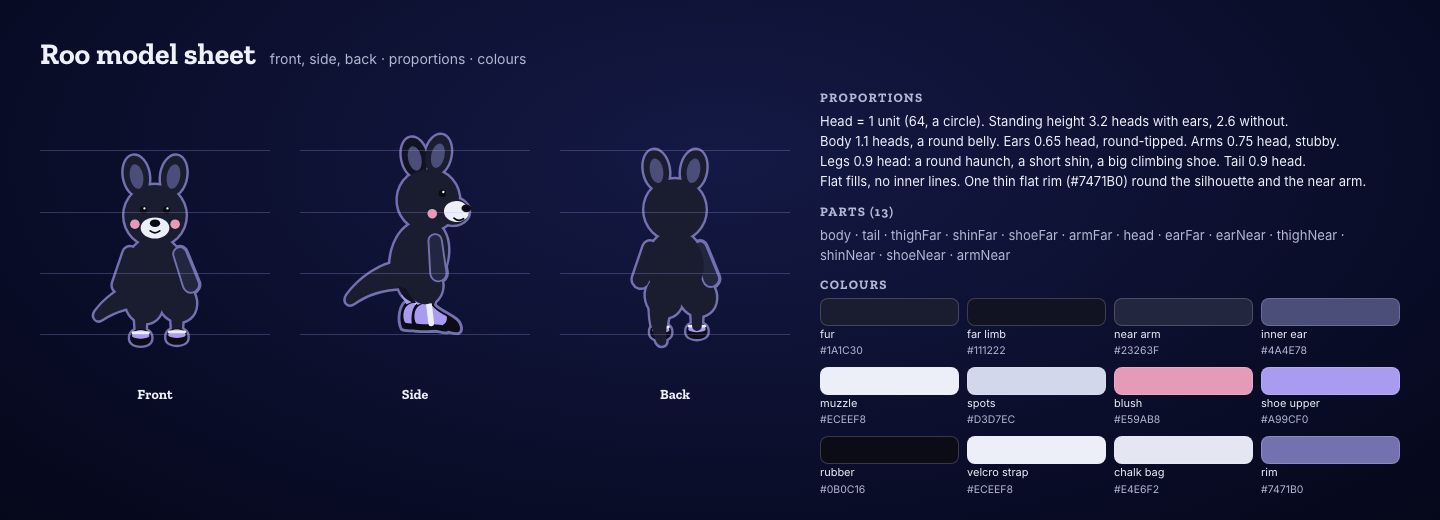 Roo model sheet front, side, back · proportions · colours
Front
Side
Back
PROPORTIONS
Head = 1 unit (64, a circle). Standing height 3.2 heads with ears, 2.6 without.
Body 1.1 heads, a round belly. Ears 0.65 head, round-tipped. Arms 0.75 head, stubby.
Legs 0.9 head: a round haunch, a short shin, a big climbing shoe. Tail 0.9 head.
Flat fills, no inner lines. One thin flat rim (#7471B0) round the silhouette and the near arm.
PARTS (13)
body · tail · thighFar · shinFar · shoeFar · armFar · head · earFar · earNear · thighNear ·
shinNear · shoeNear · armNear
COLOURS
fur far limb near arm inner ear
#1A1C30 #111222 #23263F #4A4E78
muzzle spots blush shoe upper
#ECEEF8 #D3D7EC #E59AB8 #A99CF0
rubber velcro strap chalk bag rim
#0B0C16 #ECEEF8 #E4E6F2 #7471B0